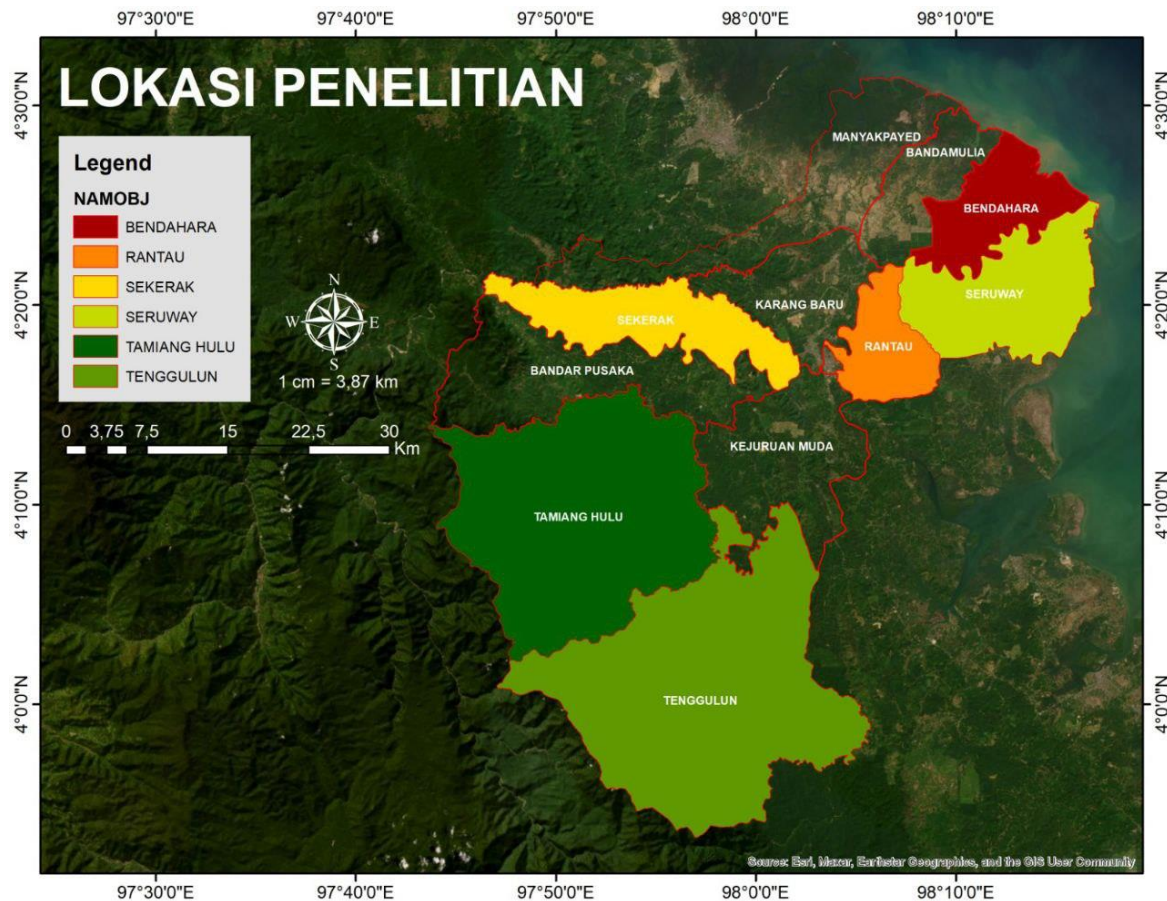 97°30'0"E 97°40'0"E 97°50'0"E 98°0'0"E 98°10'0"E
LOKASI PENELITIAN
4°30'0"N
4°30'0"N
Legend
NAMOBJ
BENDAHARA
RANTAU
SEKERAK
SERUWAY
TAMIANG HULU
TENGGULUN
MANYAKPAYED
BANDAMULIA
BENDAHARA
SERUWAY
KARANG BARU
SEKERAK
RANTAU
BANDAR PUSAKA
KEJURUAN MUDA
TAMIANG HULU
TENGGULUN
4°20'0"N
4°20'0"N
N
W E
S
1 cm = 3,87 km
0 3,75 7,5 15 22,5 30
Km
4°10'0"N
4°10'0"N
4°0'0"N
4°0'0"N
Source: Esri, Maxar, Earthstar Geographics, and the GIS User Community
97°30'0"E 97°40'0"E 97°50'0"E 98°0'0"E 98°10'0"E